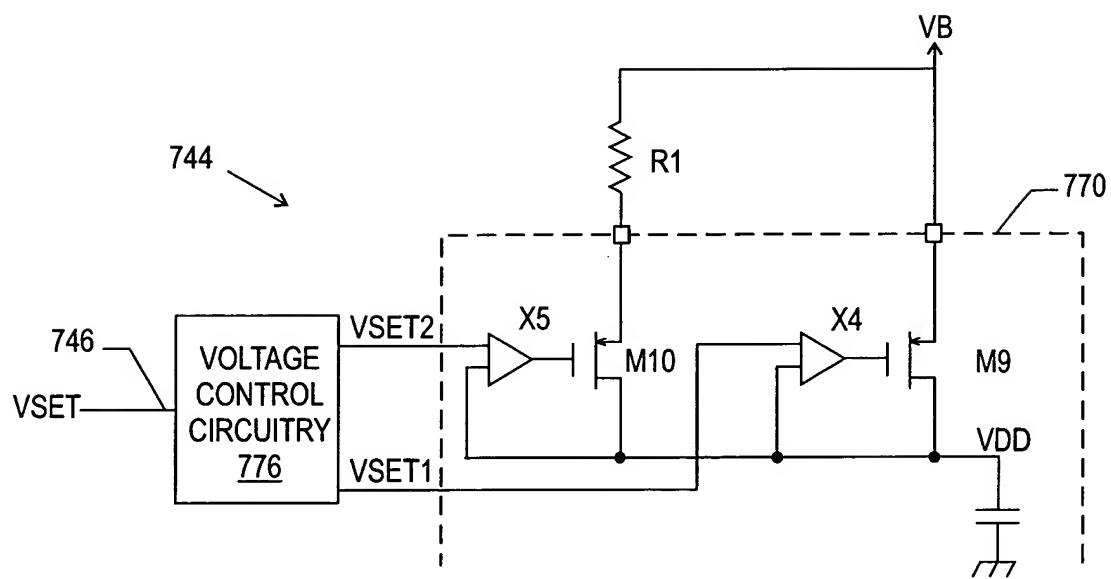 VB
744
R1
770
X5
X4
VSET2
746
VOLTAGE
CONTROL
CIRCUITRY
776
M10
M9
VSET
VDD
VSET1